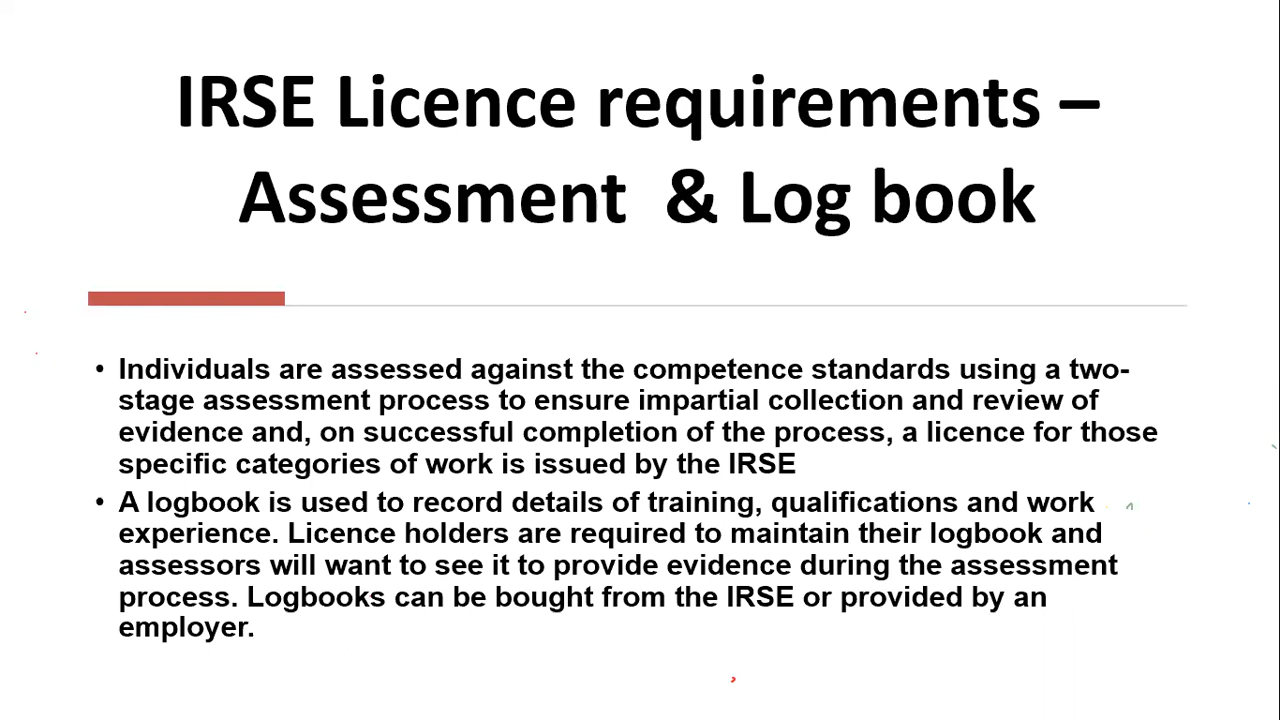 IRSE Licence requirements –
Assessment & Log book
• Individuals are assessed against the competence standards using a two-
stage assessment process to ensure impartial collection and review of
evidence and, on successful completion of the process, a licence for those
specific categories of work is issued by the IRSE
• A logbook is used to record details of training, qualifications and work
experience. Licence holders are required to maintain their logbook and
assessors will want to see it to provide evidence during the assessment
process. Logbooks can be bought from the IRSE or provided by an
employer.